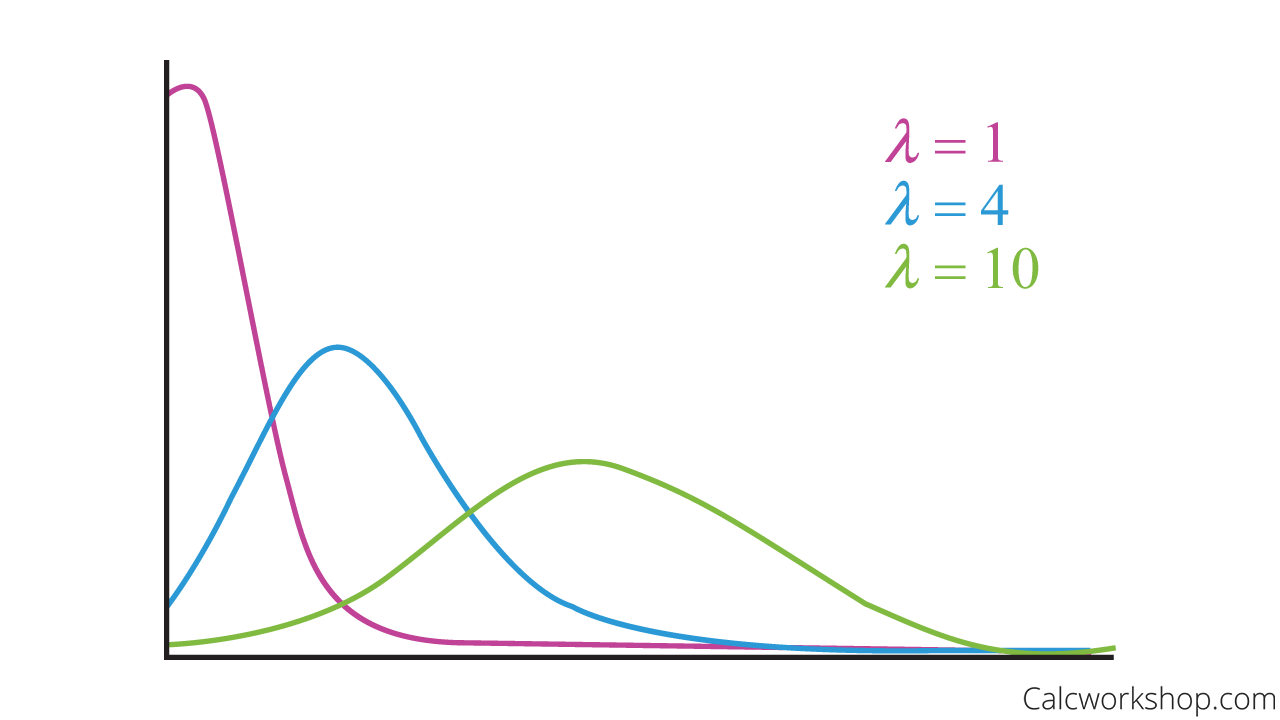 λ = 1
λ = 4
λ = 10
Calcworkshop.com